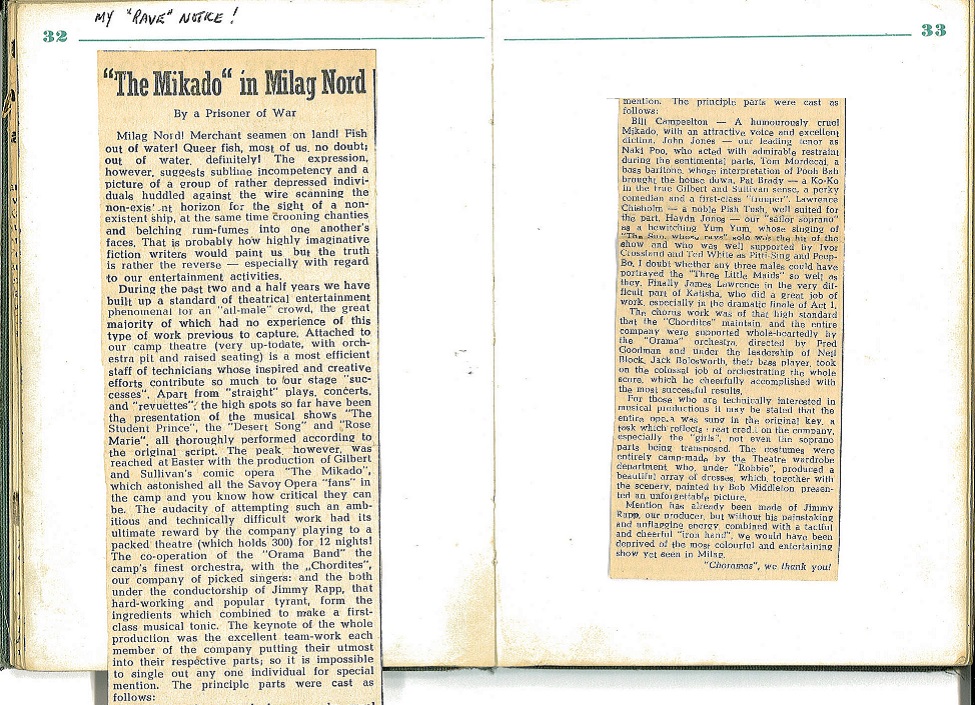 MY "RAVE" NOTICE!
32
"The Mikado" in Milag Nord
By a Prisoner of War
Milag Nord! Merchant seamen on land! Fish
out of water! Queer fish, most of us, no doubt;
out of water, definitely! The expression,
however, suggests sublime incompetency and a
picture of a group of rather depressed indivi-
duals huddled against the wire scanning the
non-exis nt horizon for the sight of a non-
existent ship, at the same time crooning chanties
and belching rum-fumes into one another's
faces. That is probably how highly imaginative
fiction writers would paint us but the truth
is rather the reverse — especially with regard
to our entertainment activities.
During the past two and a half years we have
built up a standard of theatrical entertainment
phenomenal for an "all-male" crowd, the great
majority of which had no experience of this
type of work previous to capture. Attached to
our camp theatre (very up-todate, with orch-
estra pit and raised seating) is a most efficient
staff of technicians whose inspired and creative
efforts contribute so much to our stage "suc-
cesses". Apart from "straight" plays, concerts,
and "revuettes", the high spots so far have been
the presentation of the musical shows "The
Student Prince", the "Desert Song" and "Rose
Marie", all thoroughly performed according to
the original script. The peak however, was
reached at Easter with the production of Gilbert
and Sullivan's comic opera "The Mikado",
which astonished all the Savoy Opera "fans" in
the camp and you know how critical they can
be. The audacity of attempting such an amb-
itious and technically difficult work had its
ultimate reward by the company playing to a
packed theatre (which holds 300) for 12 nights!
The co-operation of the "Orama Band" the
camp's finest orchestra, with the „Chordites",
our company of picked singers: and the both
under the conductorship of Jimmy Rapp, that
hard-working and popular tyrant, form the
ingredients which combined to make a first-
class musical tonic. The keynote of the whole
production was the excellent team-work each
member of the company putting their utmost
into their respective parts; so it is impossible
to single out any one individual for special
mention. The principle parts were cast as
follows:
33
mention. The principle parts were cast as
follows:
Bill Campeelton — A humourously cruel
Mikado, with an attractive voice and excellent
diction. John Jones — our leading tenor as
Naki Poo, who acted with admirable restraint
during the sentimental parts, Tom Mordecai, a
bass baritone, whose interpretation of Pooh Bah
brought the house down, Pat Brady — a Ko-Ko
in the true Gilbert and Sullivan sense, a perky
comedian and a first-class "trouper". Lawrence
Chisholm — a noble Pish Tush, well suited for
the part, Haydn Jones — our "sailor soprano"
as a bewitching Yum Yum, whose singing of
"The Sun, whose rays" solo was the hit of the
show and who was well supported by Ivor
Crossland and Ted White as Pitti-Sing and Peep-
Bo. I doubt whether any three males could have
portrayed the "Three Little Maids" so well as
they. Finally James Lawrence in the very dif-
ficult part of Katisha, who did a great job of
work, especially in the dramatic finale of Act 1.
The chorus work was of that high standard
that the "Chordites" maintain and the entire
company were supported whole-heartedly by
the "Orama" orchestra, directed by Fred
Goodman and under the leadership of Neil
Block. Jack Bolesworth, their bass player, took
on the colossal job of orchestrating the whole
score, which he cheerfully accomplished with
the most successful results.
For those who are technically interested in
musical productions it may be stated that the
entire opera was sung in the original key, a
task which reflects great credit on the company,
especially the "girls", not even the soprano
parts being transposed. The costumes were
entirely camp-made by the Theatre wardrobe
department who, under "Robbie", produced a
beautiful array of dresses, which, together with
the scenery, painted by Bob Middleton presen-
ted an unforgettable picture.
Mention has already been made of Jimmy
Rapp, our producer, but without his painstaking
and unflagging energy combined with a tactful
and cheerful "iron hand", we would have been
deprived of the most colourful and entertaining
show yet seen in Milag.
"Choramas", we thank you!